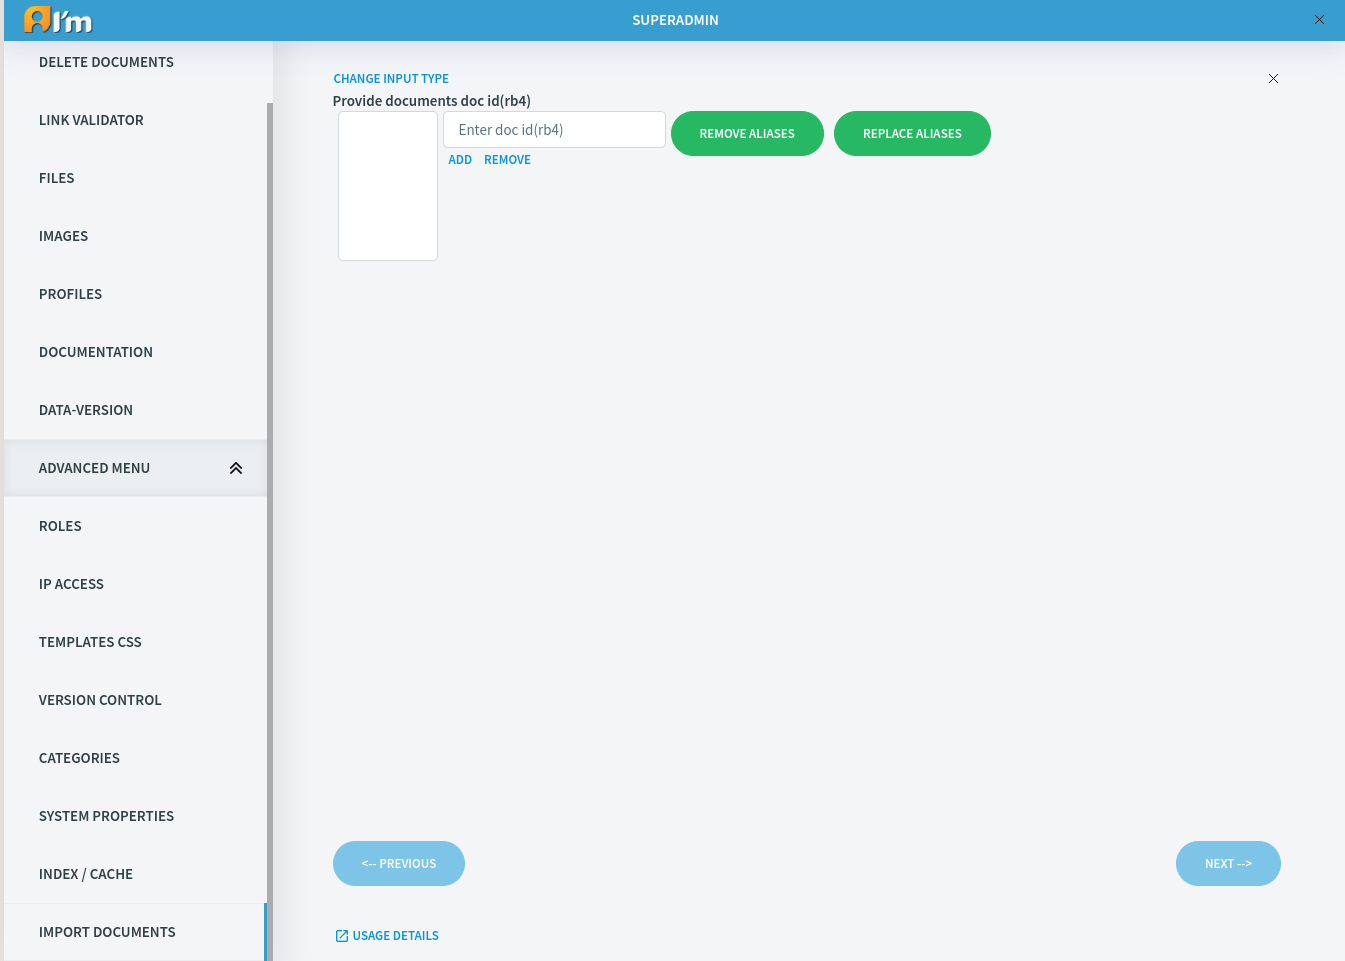 I'm
SUPERADMIN
DELETE DOCUMENTS
LINK VALIDATOR
FILES
IMAGES
PROFILES
DOCUMENTATION
DATA-VERSION
ADVANCED MENU
ROLES
IP ACCESS
TEMPLATES CSS
VERSION CONTROL
CATEGORIES
SYSTEM PROPERTIES
INDEX / CACHE
IMPORT DOCUMENTS
CHANGE INPUT TYPE
Provide documents doc id(rb4)
Enter doc id(rb4)
REMOVE ALIASES
REPLACE ALIASES
ADD REMOVE
<-- PREVIOUS
NEXT -->
USAGE DETAILS